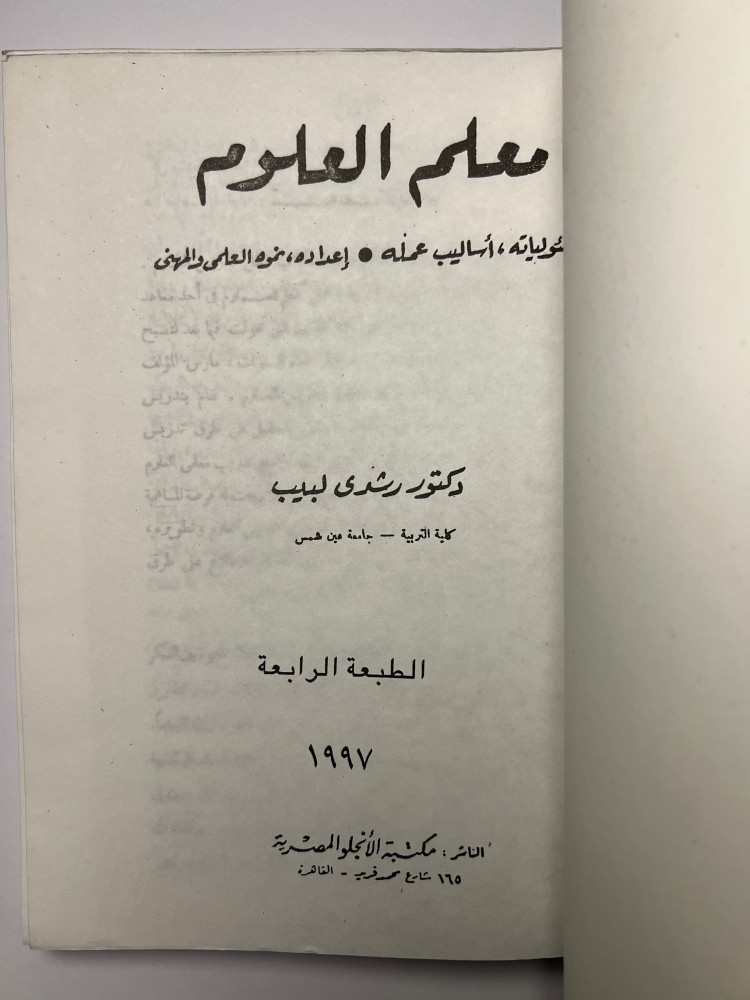 معلم العلوم
ئولياته، أساليب عمله • إعداده، نموه العلمى والمهنى
دكتور رشدى لبيب
كلية التربية — جامعة عين شمس
الطبعة الرابعة
١٩٩٧
الناشر : مكتبة الأنجلو المصرية
١٦٥ شارع محمد فريد - القاهرة